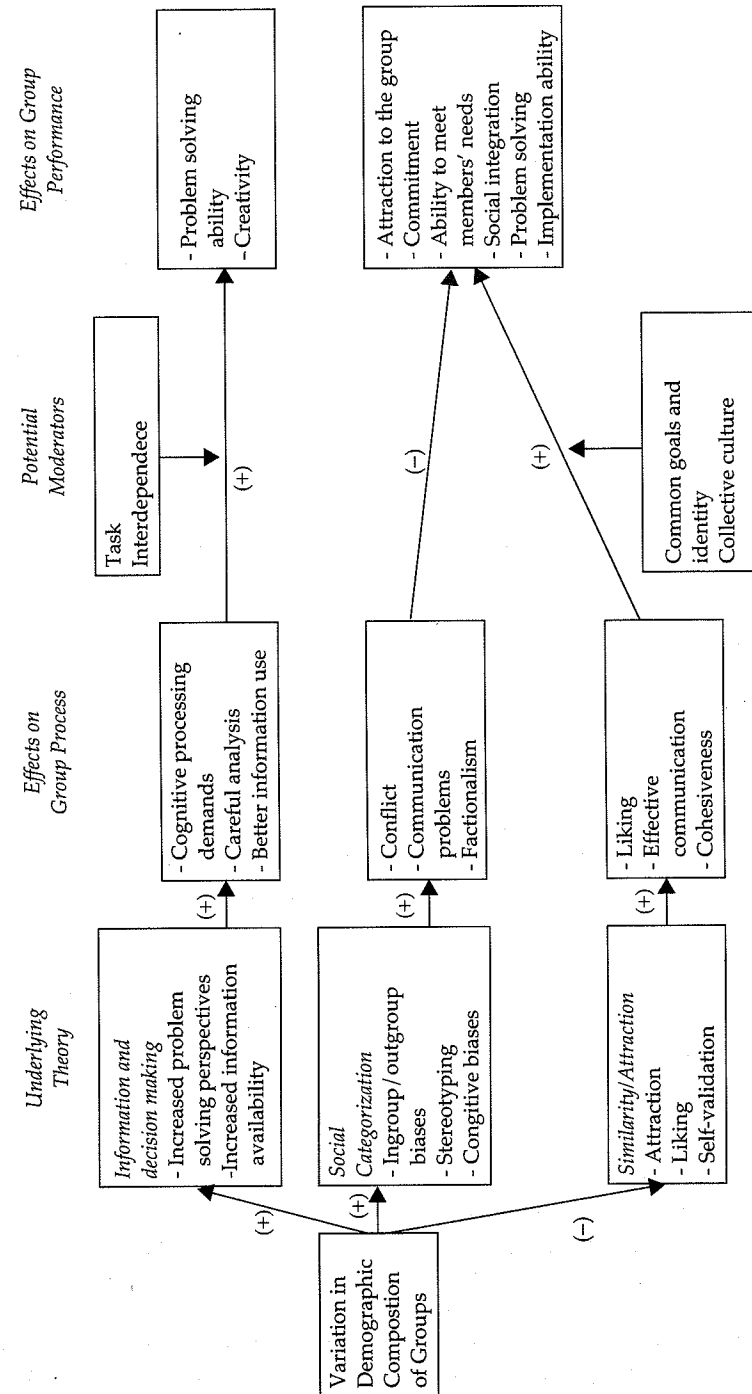 Underlying
Theory
Effects on
Group Process
Potential
Moderators
Effects on Group
Performance
Variation in
Demographic
Compostion
of Groups
(+)
(+)
(−)
Information and
decision making
- Increased problem
solving perspectives
-Increased information
availability
(+)
- Cognitive processing
demands
- Careful analysis
- Better information use
Task
Interdependece
(+)
- Problem solving
ability
- Creativity
Social
Categorization
- Ingroup/outgroup
biases
- Stereotyping
- Congitive biases
(+)
- Conflict
- Communication
problems
- Factionalism
(−)
- Attraction to the group
- Commitment
- Ability to meet
members' needs
- Social integration
- Problem solving
- Implementation ability
Similarity/Attraction
- Attraction
- Liking
- Self-validation
(+)
- Liking
- Effective
communication
- Cohesiveness
(+)
Common goals and
identity
Collective culture